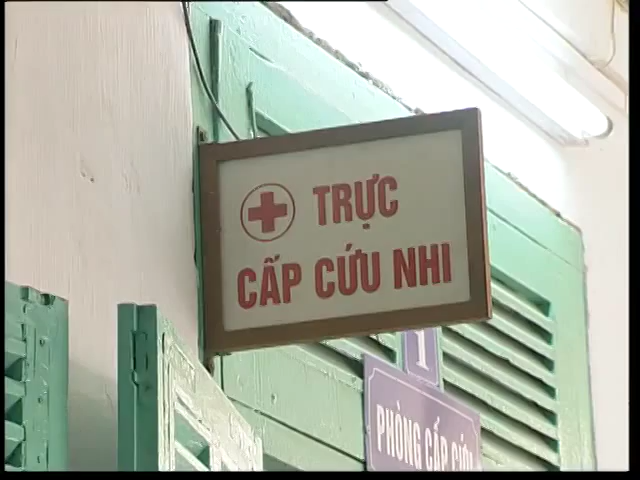 TRỰC
CẤP CỨU NHI
1
PHÒNG CẤP CỨU